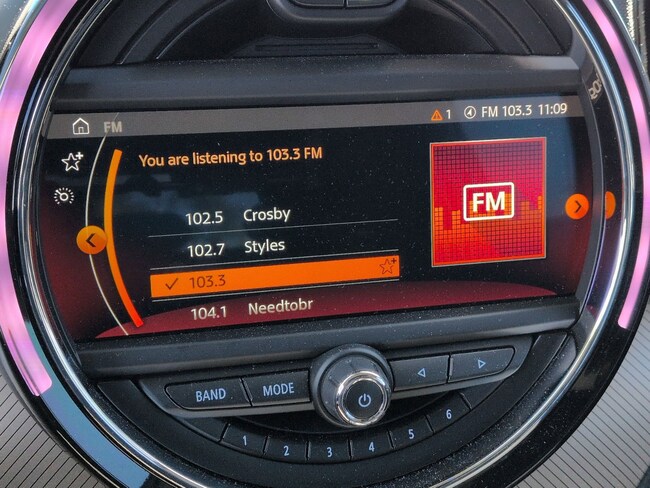 FM
1 FM 103.3 11:09
You are listening to 103.3 FM
102.5 Crosby
102.7 Styles
103.3
104.1 Needtobr
FM
BAND MODE
1 2 3 4 5 6